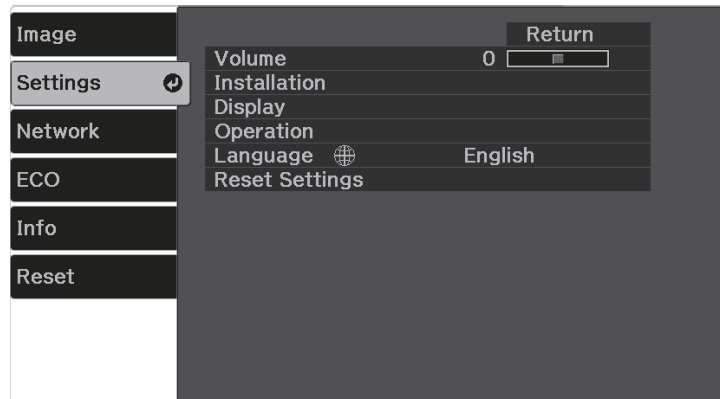 Image
Settings
Network
ECO
Info
Reset
Return
Volume 0
Installation
Display
Operation
Language English
Reset Settings